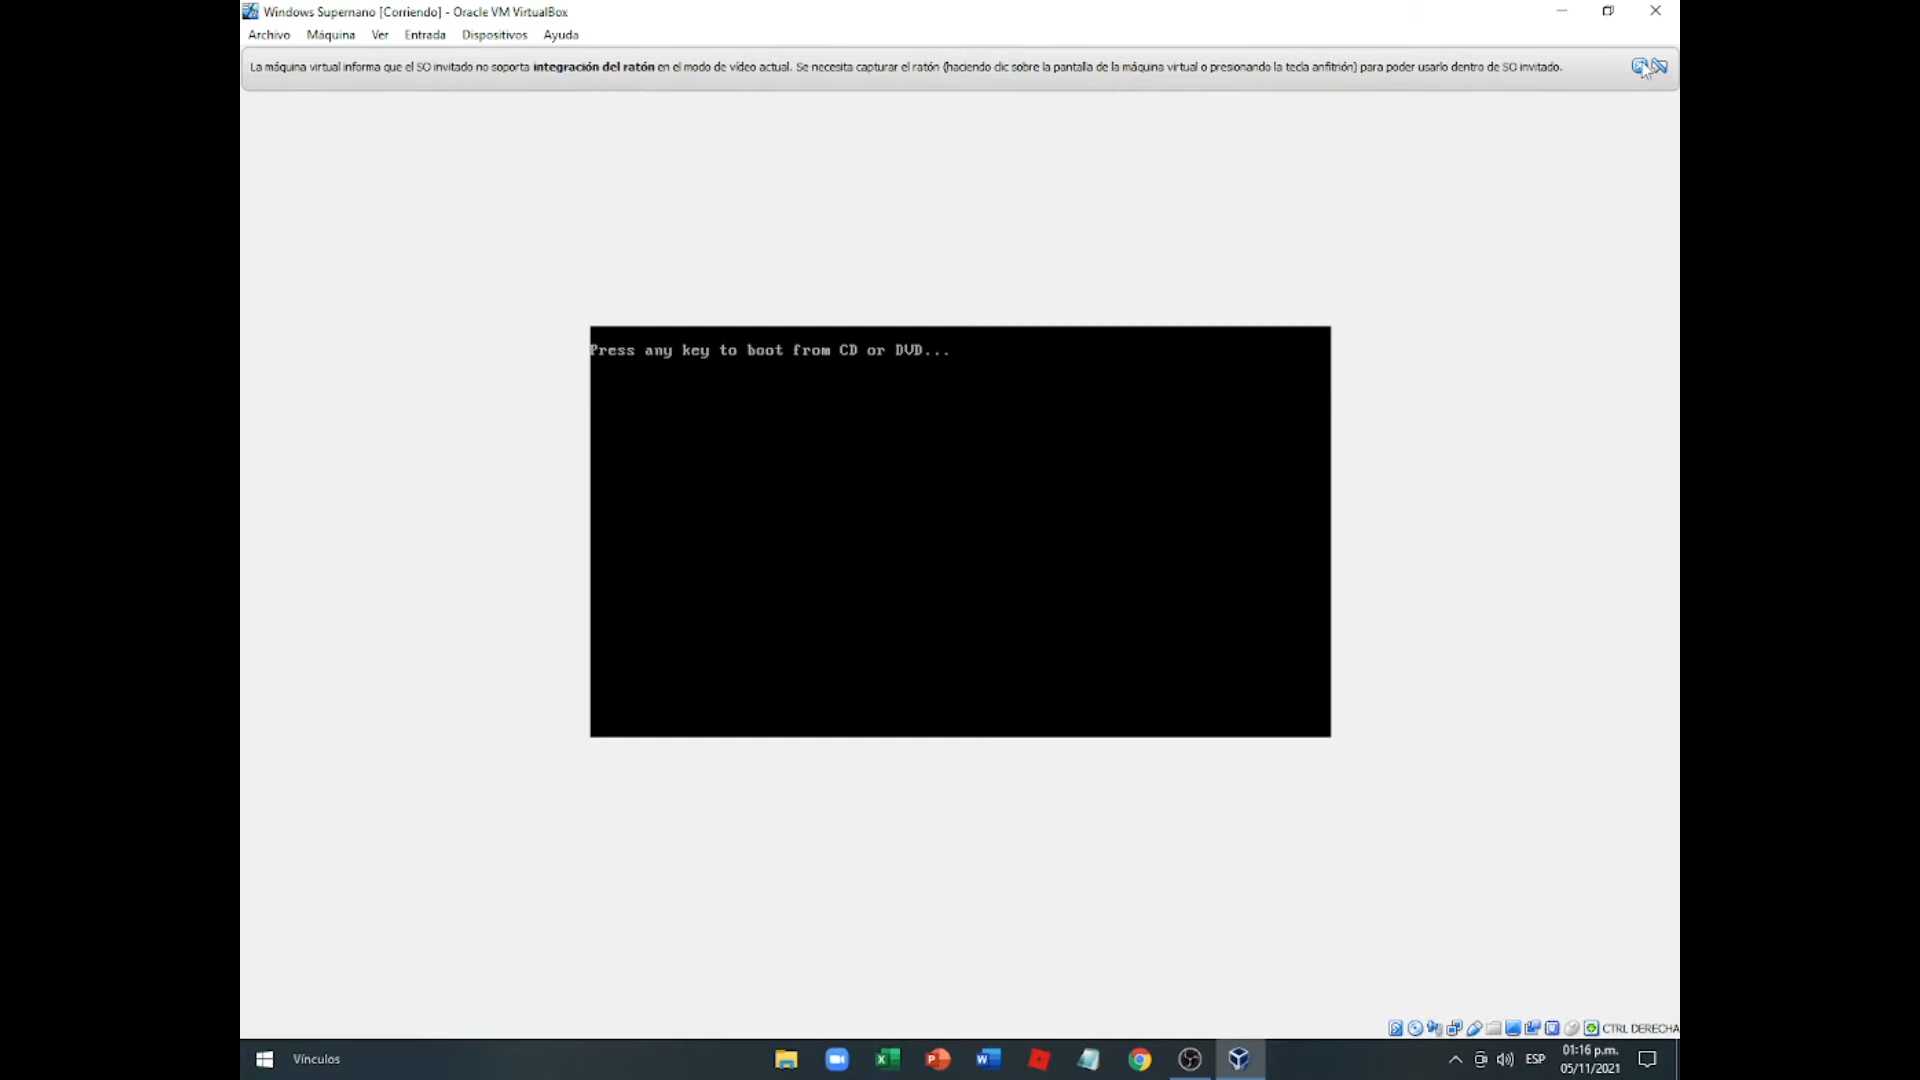 Windows Supernano [Corriendo] - Oracle VM VirtualBox
Archivo Máquina Ver Entrada Dispositivos Ayuda
La máquina virtual informa que el SO invitado no soporta integración del ratón en el modo de vídeo actual. Se necesita capturar el ratón (haciendo clic sobre la pantalla de la máquina virtual o presionando la tecla anfitrión) para poder usarlo dentro de SO invitado.
Press any key to boot from CD or DVD...
CTRL DERECHA
Vínculos
ESP
01:16 p.m.
05/11/2021